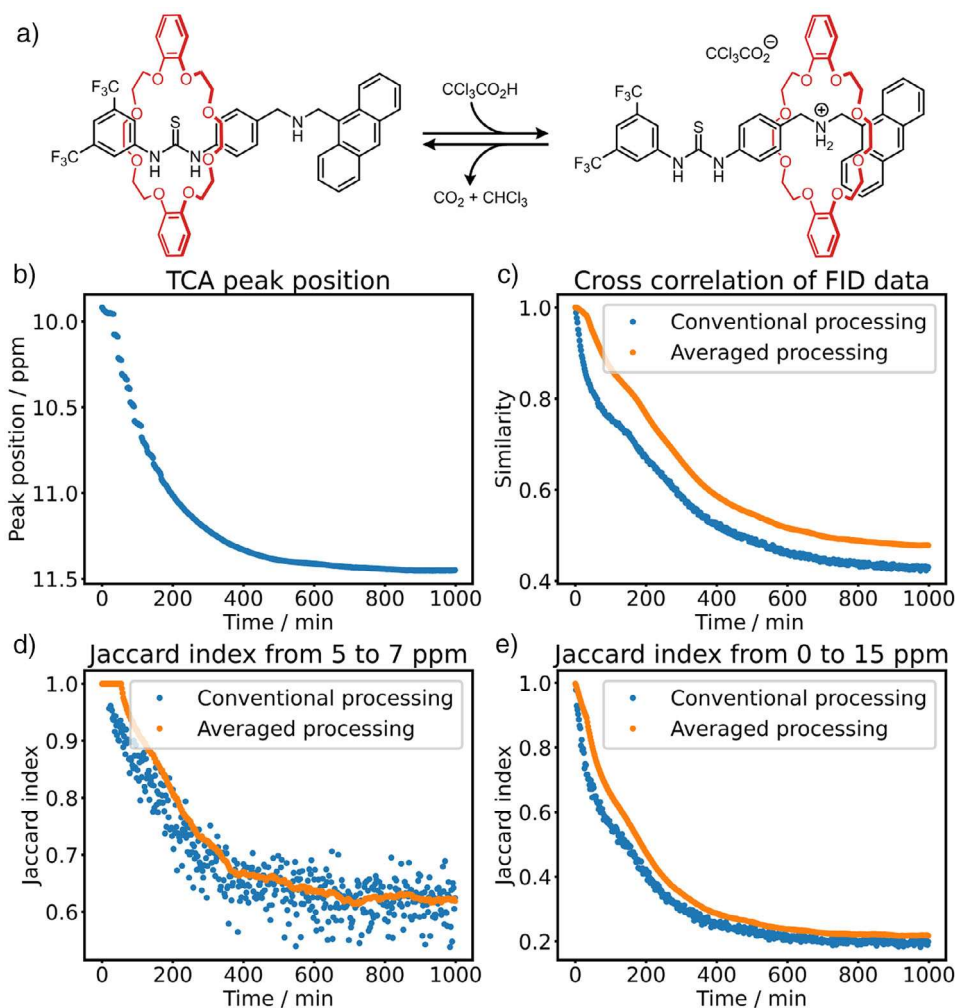 a)
CCl₃CO₂⊖
CCl₃CO₂H
CO₂ + CHCl₃
F₃C
CF₃
S
N
H
N
H
N
H
O
O
O
O
O
O
O
O
F₃C
CF₃
S
N
H
N
H
⊕
N
H₂
O
O
O
O
O
O
O
O
b)
TCA peak position
10.0
10.5
11.0
11.5
Peak position / ppm
0 200 400 600 800 1000
Time / min
c)
Cross correlation of FID data
Conventional processing
Averaged processing
1.0
0.8
0.6
0.4
Similarity
0 200 400 600 800 1000
Time / min
d)
Jaccard index from 5 to 7 ppm
Conventional processing
Averaged processing
1.0
0.9
0.8
0.7
0.6
Jaccard index
0 200 400 600 800 1000
Time / min
e)
Jaccard index from 0 to 15 ppm
Conventional processing
Averaged processing
1.0
0.8
0.6
0.4
0.2
Jaccard index
0 200 400 600 800 1000
Time / min